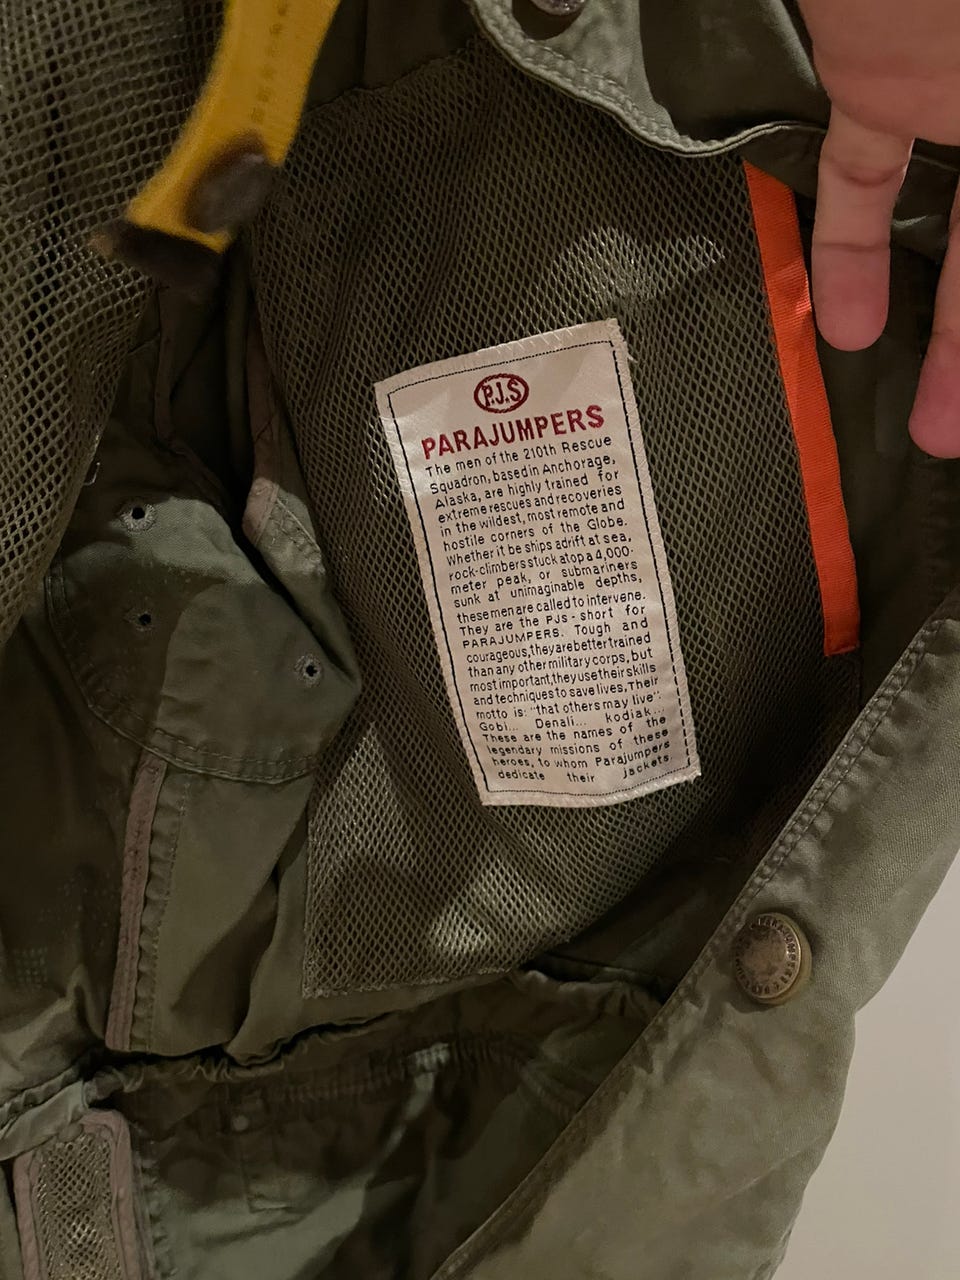 P.J.S
PARAJUMPERS
The men of the 210th Rescue
Squadron, based in Anchorage,
Alaska, are highly trained for
extreme rescues and recoveries
in the wildest, most remote and
hostile corners of the Globe.
Whether it be ships adrift at sea,
rock-climbers stuck atop a 4,000-
meter peak, or submariners
sunk at unimaginable depths,
these men are called to intervene.
They are the PJS - short for
PARAJUMPERS. Tough and
courageous, they are better trained
than any other military corps, but
most important, they use their skills
and techniques to save lives, Their
motto is: "that others may live":
Gobi... Denali... kodiak...
These are the names of the
legendary missions of these
heroes, to whom Parajumpers
dedicate their jackets
PARAJUMPERS